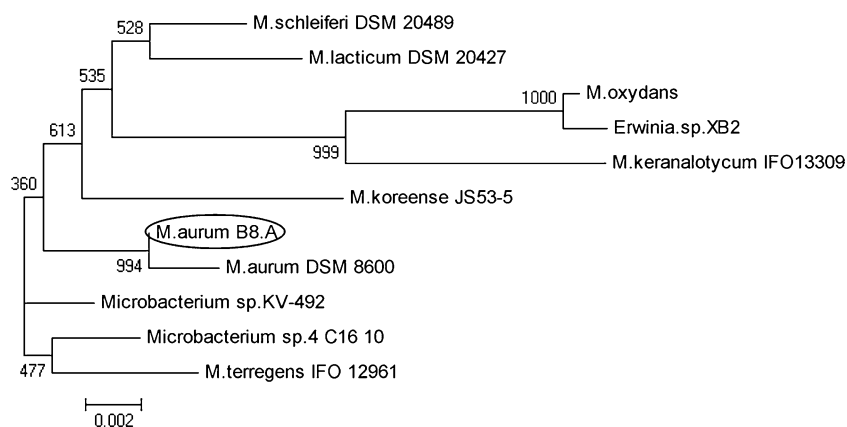 528
M.schleiferi DSM 20489
M.lacticum DSM 20427
535
1000
M.oxydans
Erwinia.sp.XB2
613
999
M.keranalotycum IFO13309
360
M.koreense JS53-5
M.aurum B8.A
994
M.aurum DSM 8600
Microbacterium sp.KV-492
Microbacterium sp.4 C16 10
477
M.terregens IFO 12961
0.002